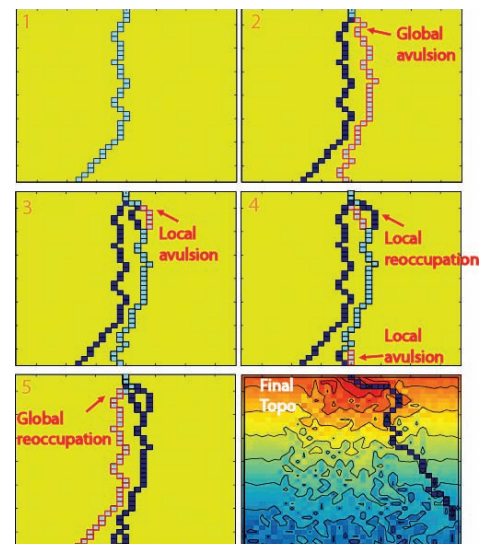 1
2
Global
avulsion
3
Local
avulsion
4
Local
reoccupation
Local
avulsion
5
Global
reoccupation
Final
Topo